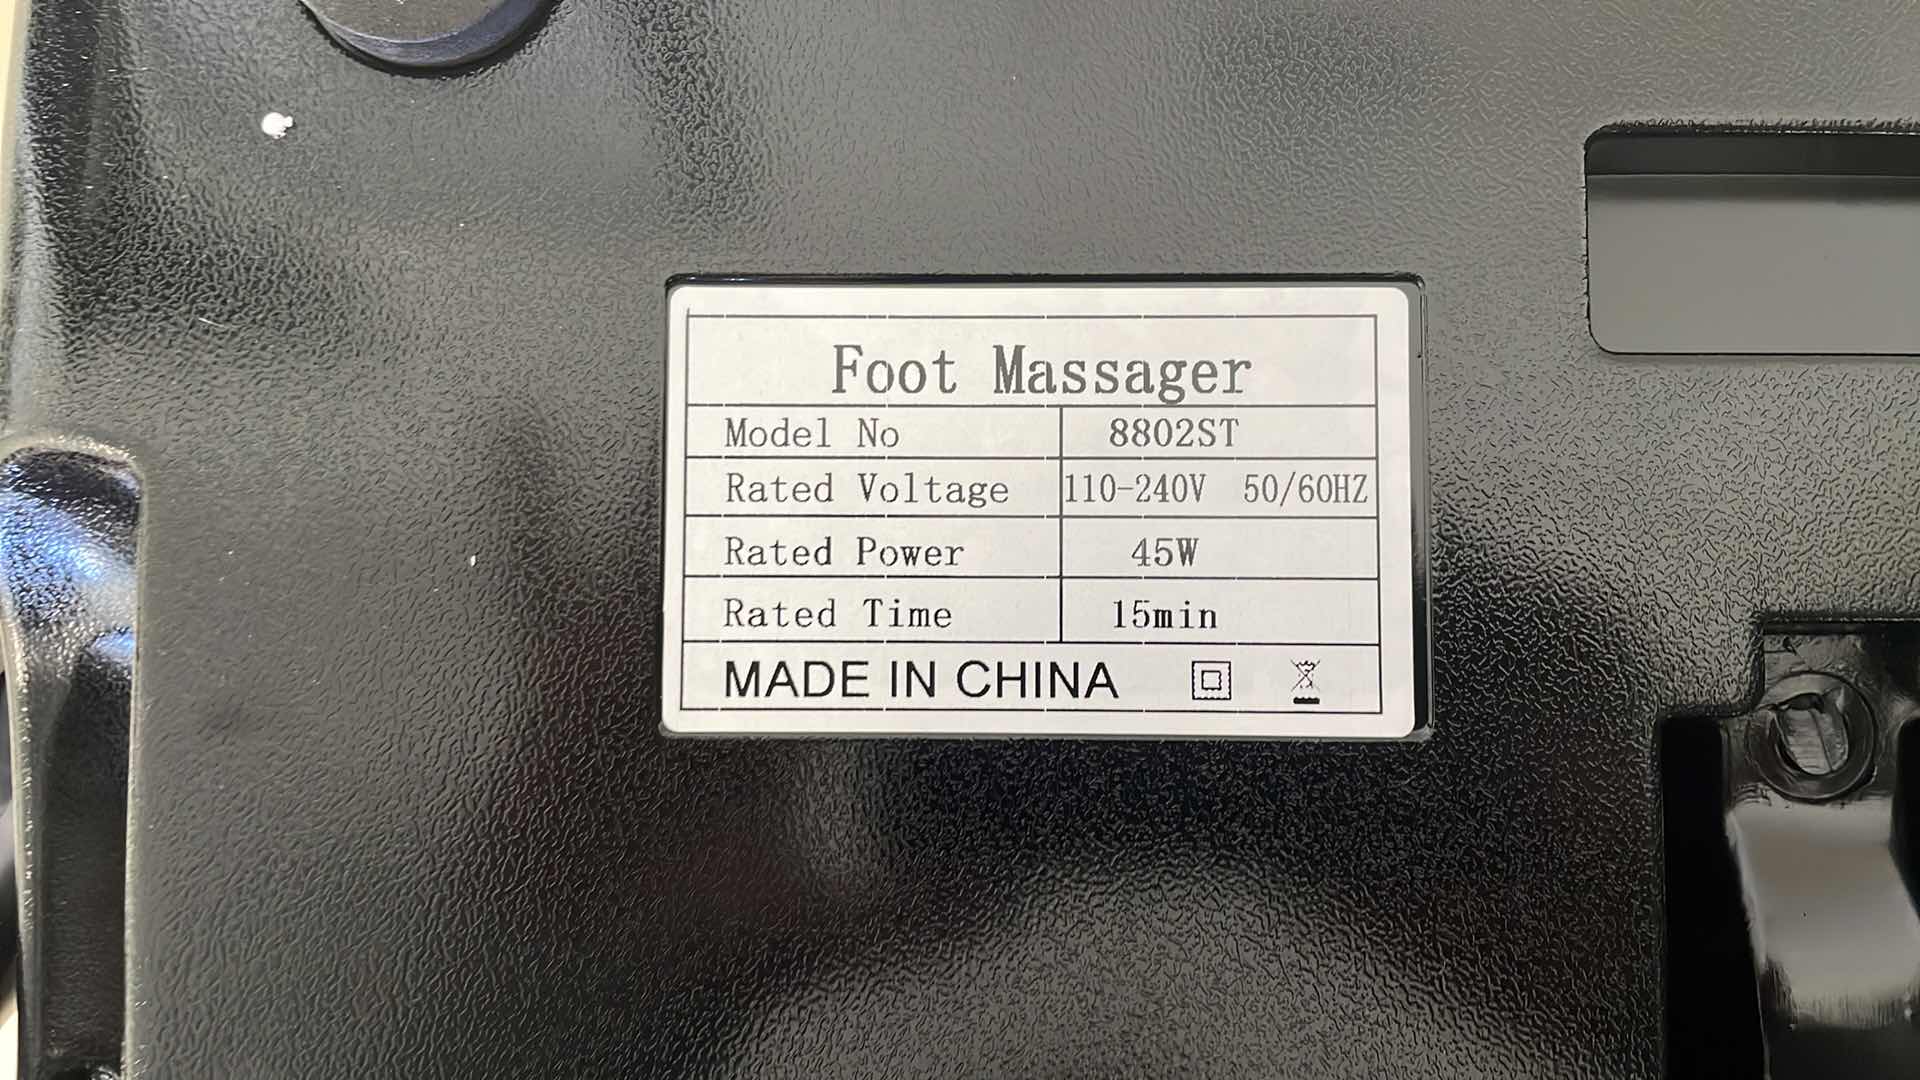 Foot Massager
Model No 8802ST
Rated Voltage 110-240V 50/60HZ
Rated Power 45W
Rated Time 15min
MADE IN CHINA